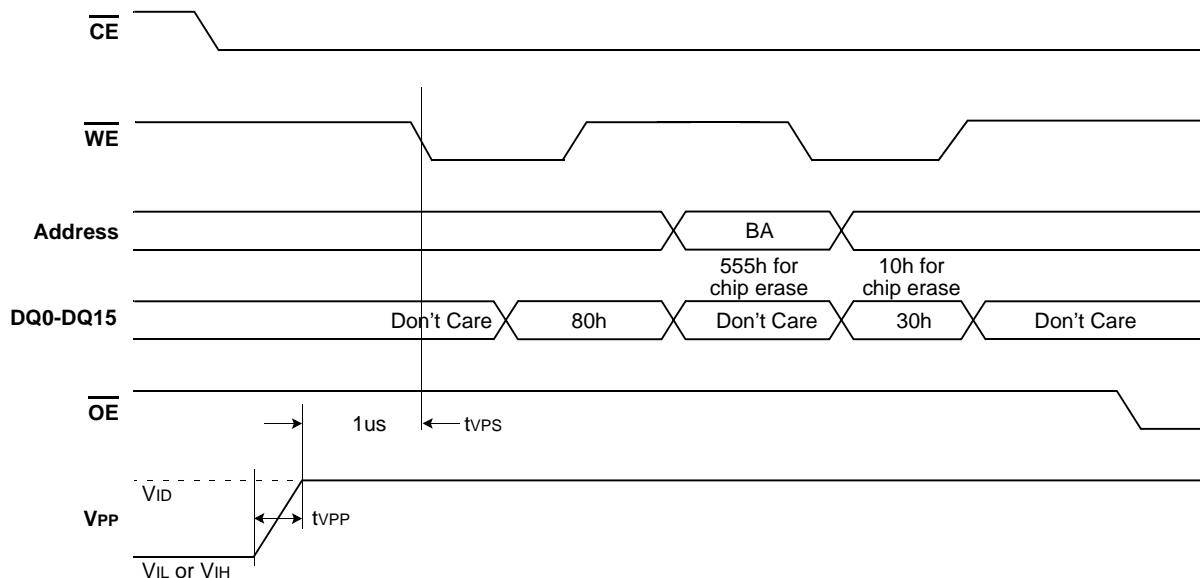 CE
WE
Address
BA
555h for
chip erase
10h for
chip erase
DQ0-DQ15
Don't Care
80h
Don't Care
30h
Don't Care
OE
1us
tVPS
VID
VPP
tVPP
VIL or VIH